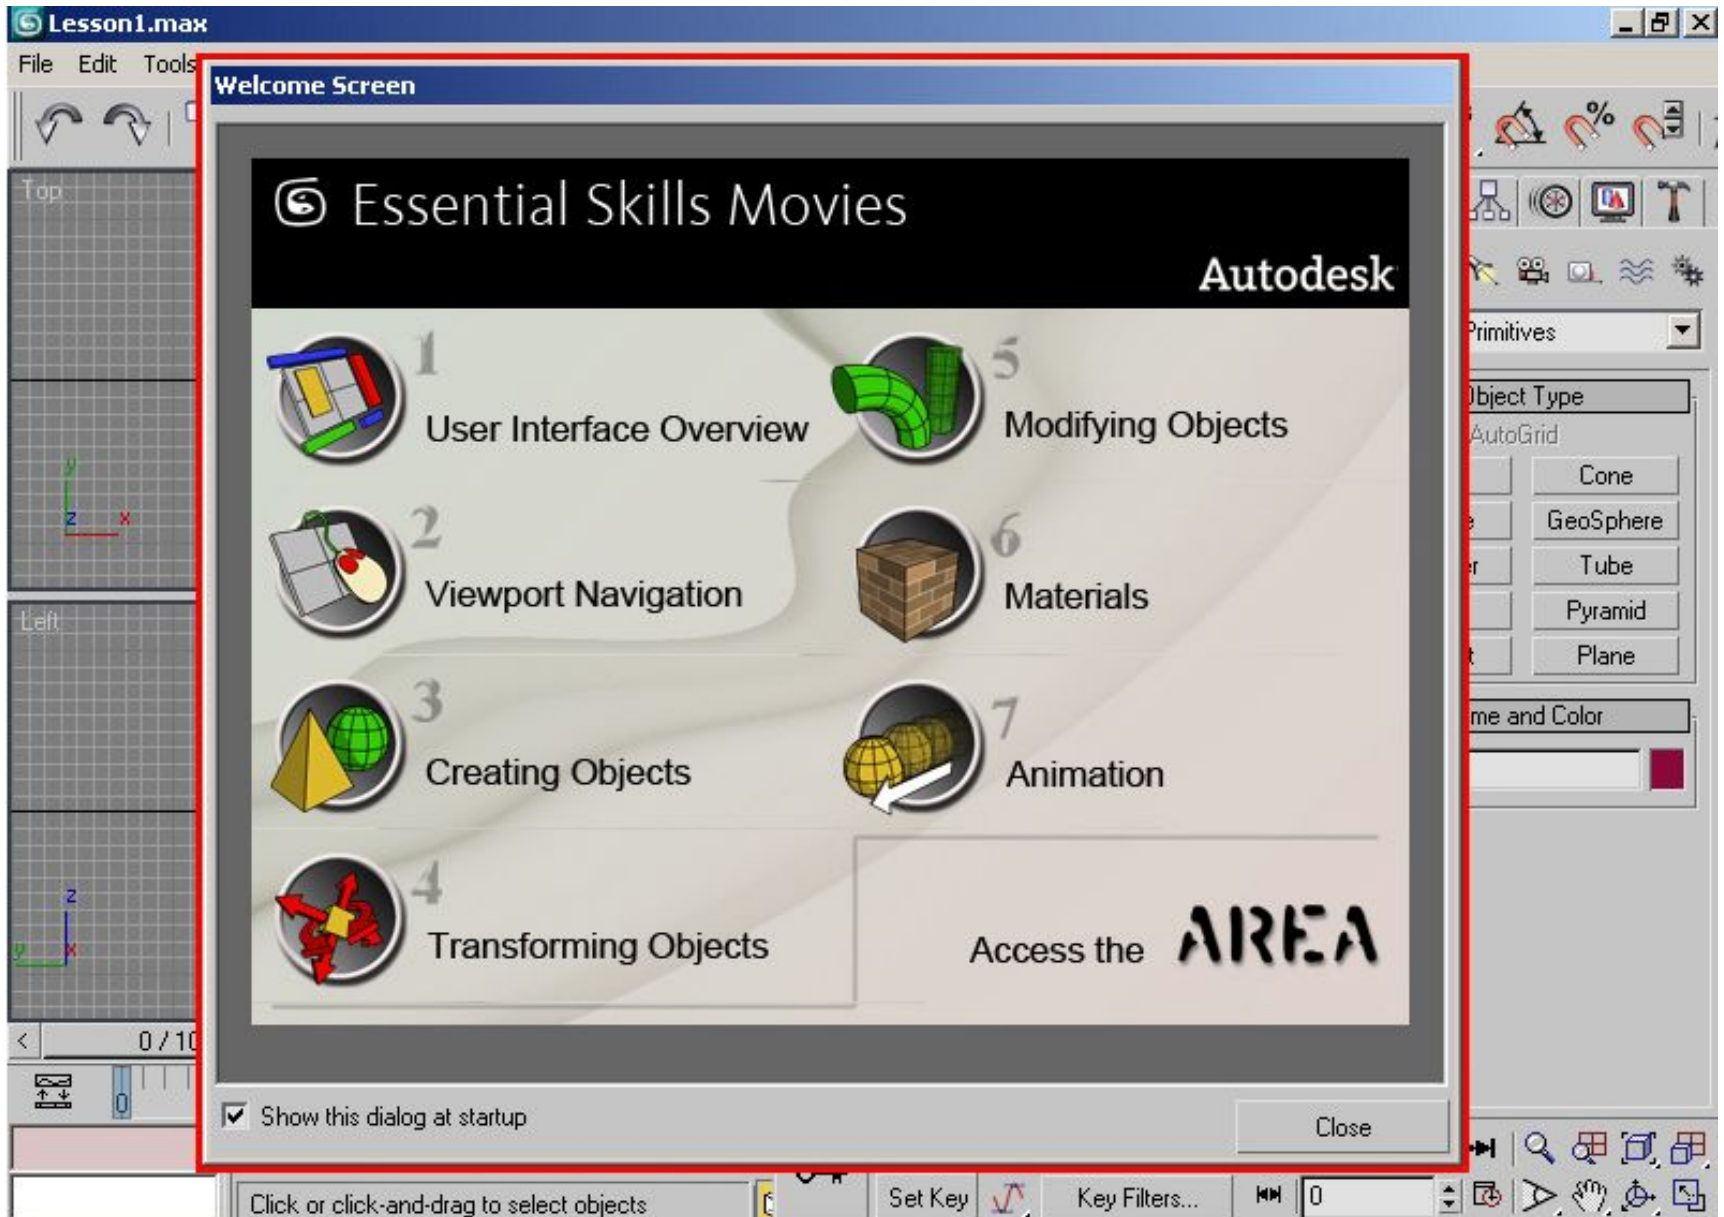 Lesson1.max
File Edit Tools
Welcome Screen
Essential Skills Movies
Autodesk
1
User Interface Overview
2
Viewport Navigation
3
Creating Objects
4
Transforming Objects
5
Modifying Objects
6
Materials
7
Animation
Access the AREA
Show this dialog at startup
Close
Top
y
z x
Left
z
y x
%
Primitives
Object Type
AutoGrid
Cone
GeoSphere
Tube
Pyramid
Plane
me and Color
< 0 / 10
0
Click or click-and-drag to select objects
Set Key
Key Filters...
0